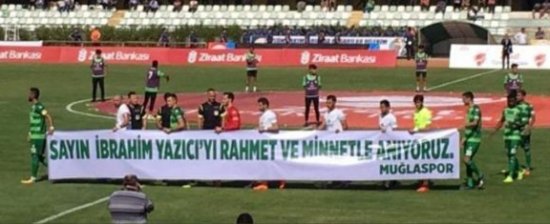 Ziraat Bankası
Ziraat Bankası
Ziraat Bankası
SAYIN İBRAHİM YAZICI'YI RAHMET VE MİNNETLE ANIYORUZ.
MUĞLASPOR